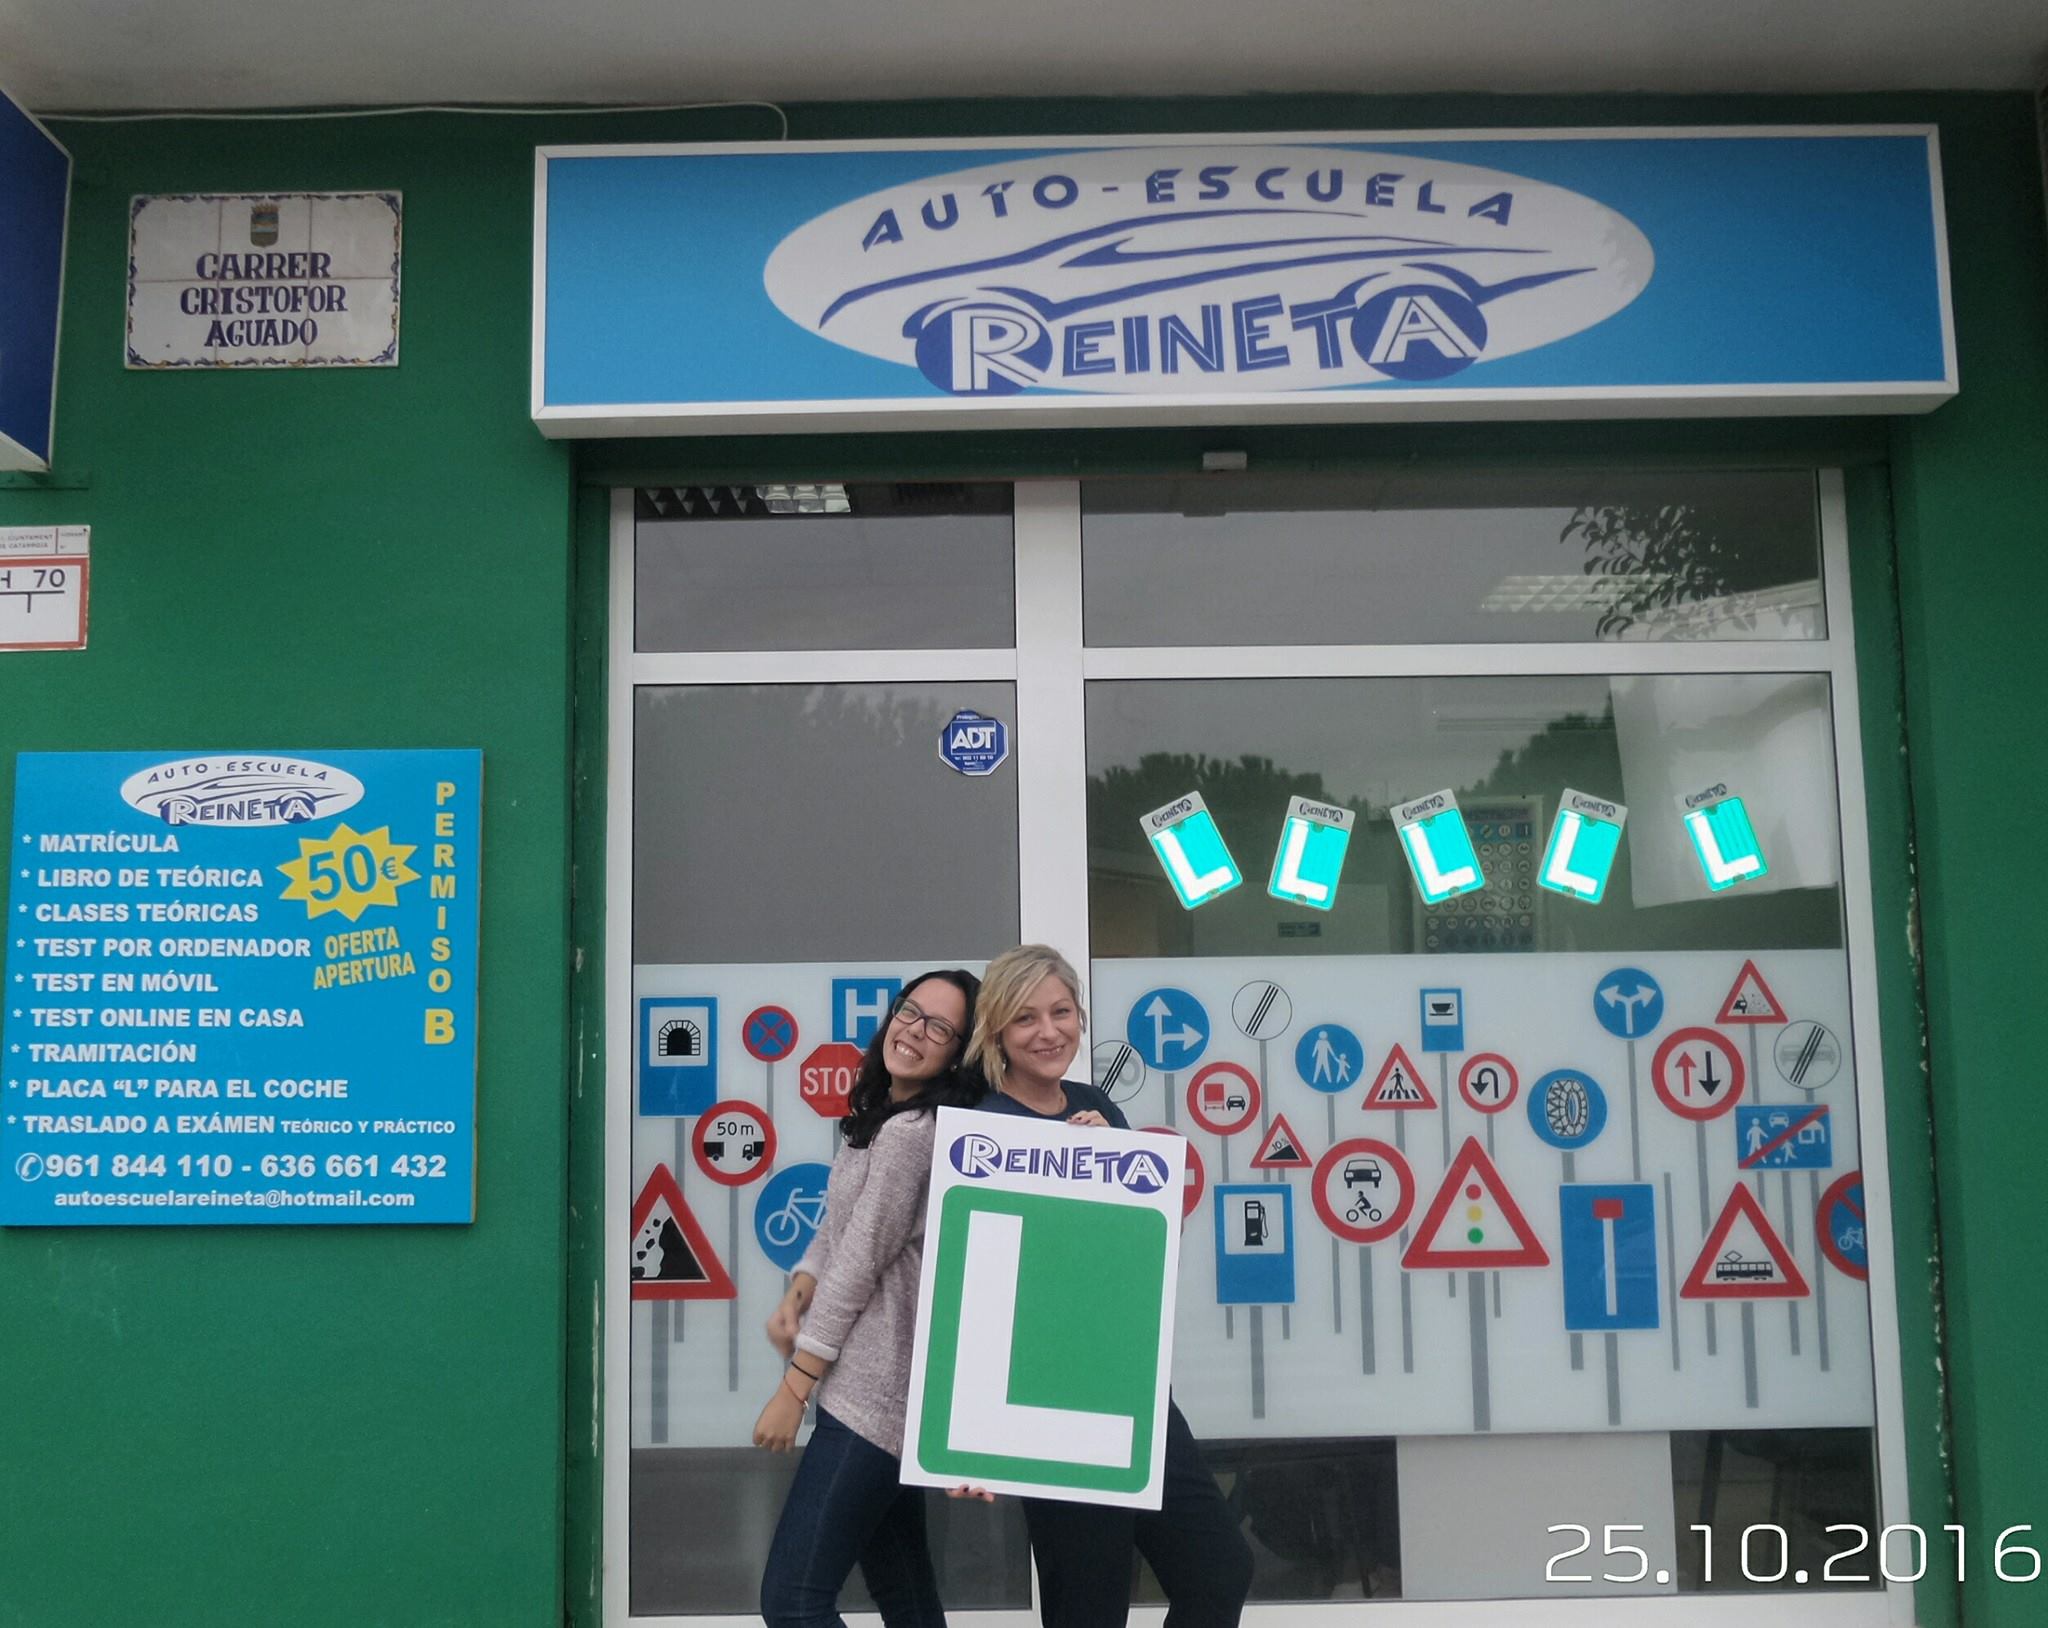 AUTO-ESCUELA
REINETA
CARRER
CRISTOFOR
AGUADO
H 70
ADT
AUTO-ESCUELA
REINETA
* MATRÍCULA
* LIBRO DE TEÓRICA
* CLASES TEÓRICAS
* TEST POR ORDENADOR
* TEST EN MÓVIL
* TEST ONLINE EN CASA
* TRAMITACIÓN
* PLACA “L” PARA EL COCHE
* TRASLADO A EXÁMEN TEÓRICO Y PRÁCTICO
50€
OFERTA
APERTURA
PERMISO B
961 844 110 - 636 661 432
autoescuelareineta@hotmail.com
REINETA
L
REINETA
L
REINETA
L
REINETA
L
REINETA
L
H
STO
50 m
10%
REINETA
L
25.10.2016